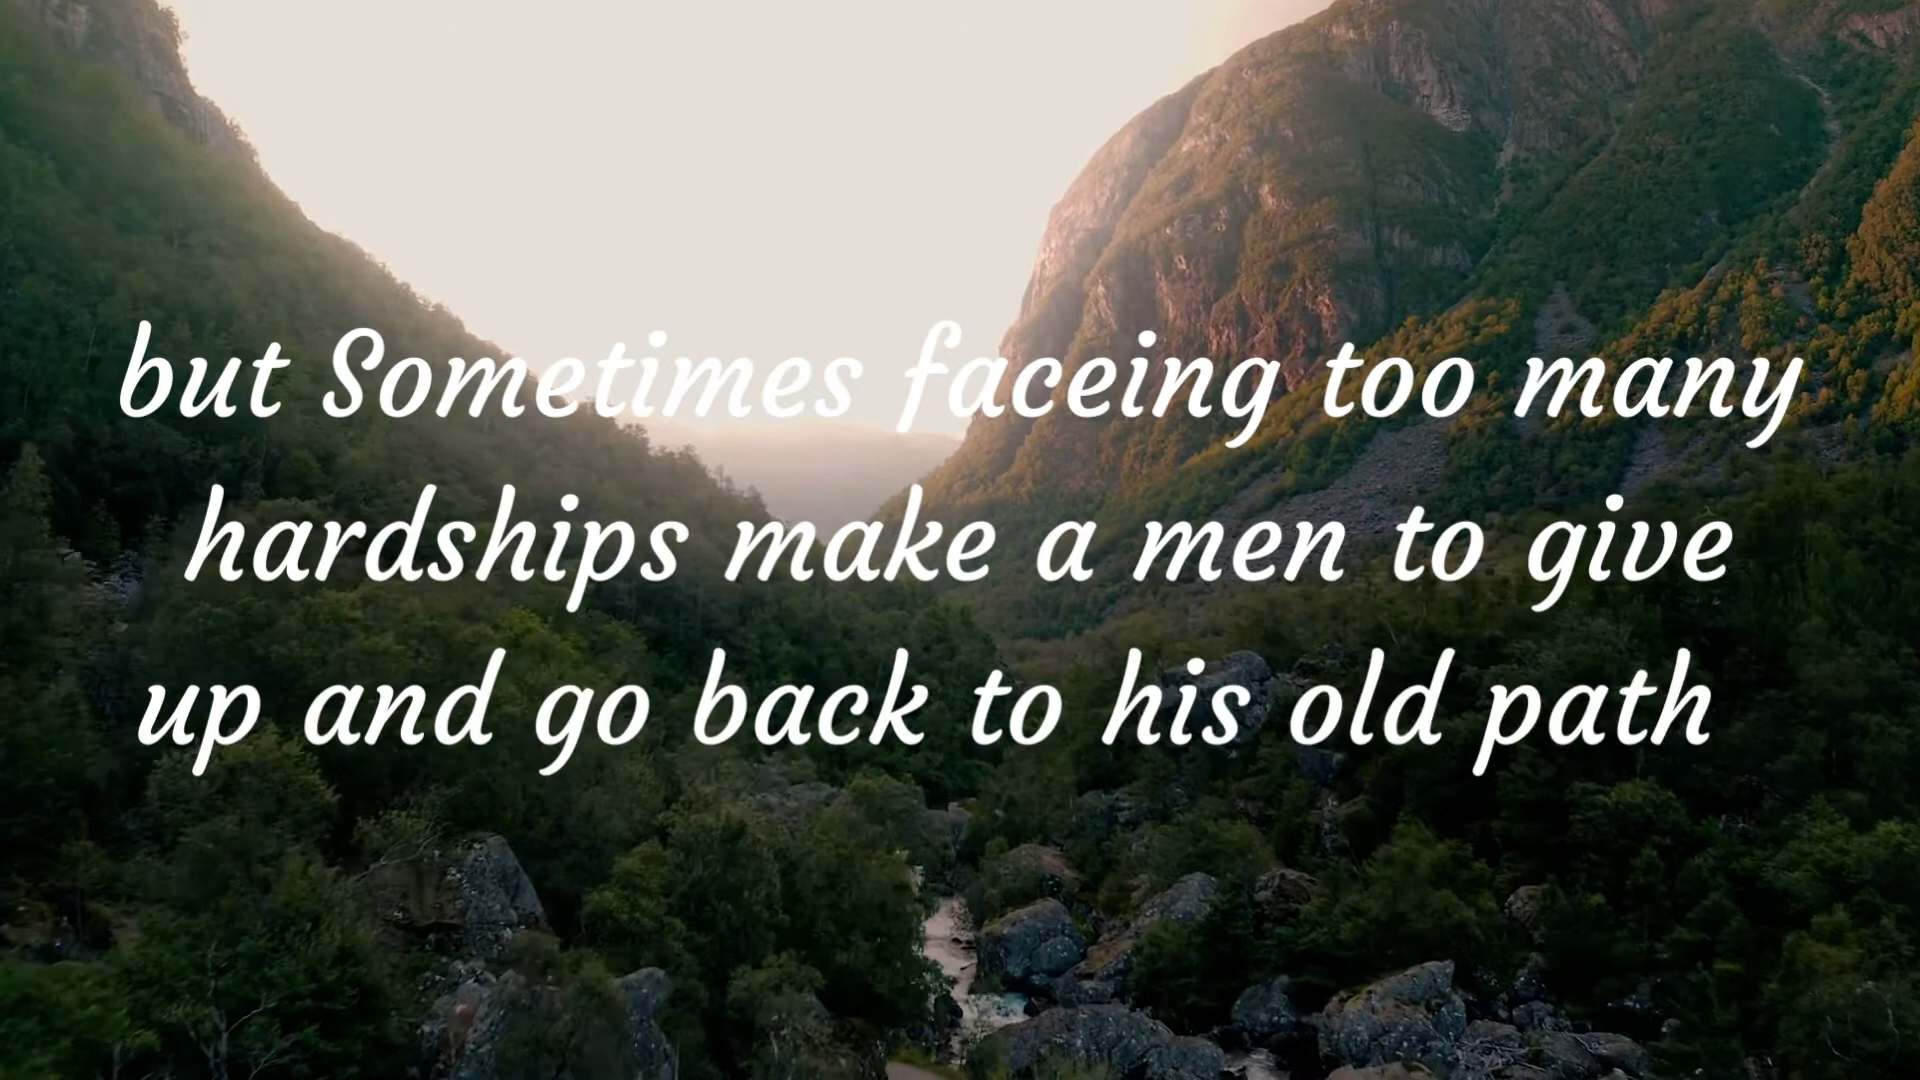 but Sometimes faceing too many
hardships make a men to give
up and go back to his old path